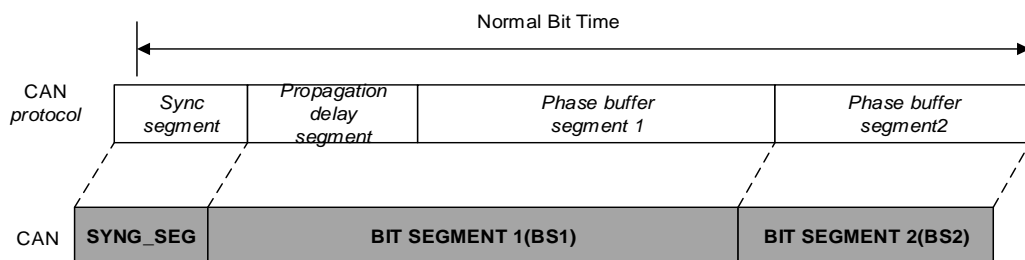 Normal Bit Time
CAN
protocol
Sync
segment
Propagation
delay
segment
Phase buffer
segment 1
Phase buffer
segment2
CAN
SYNG_SEG
BIT SEGMENT 1(BS1)
BIT SEGMENT 2(BS2)